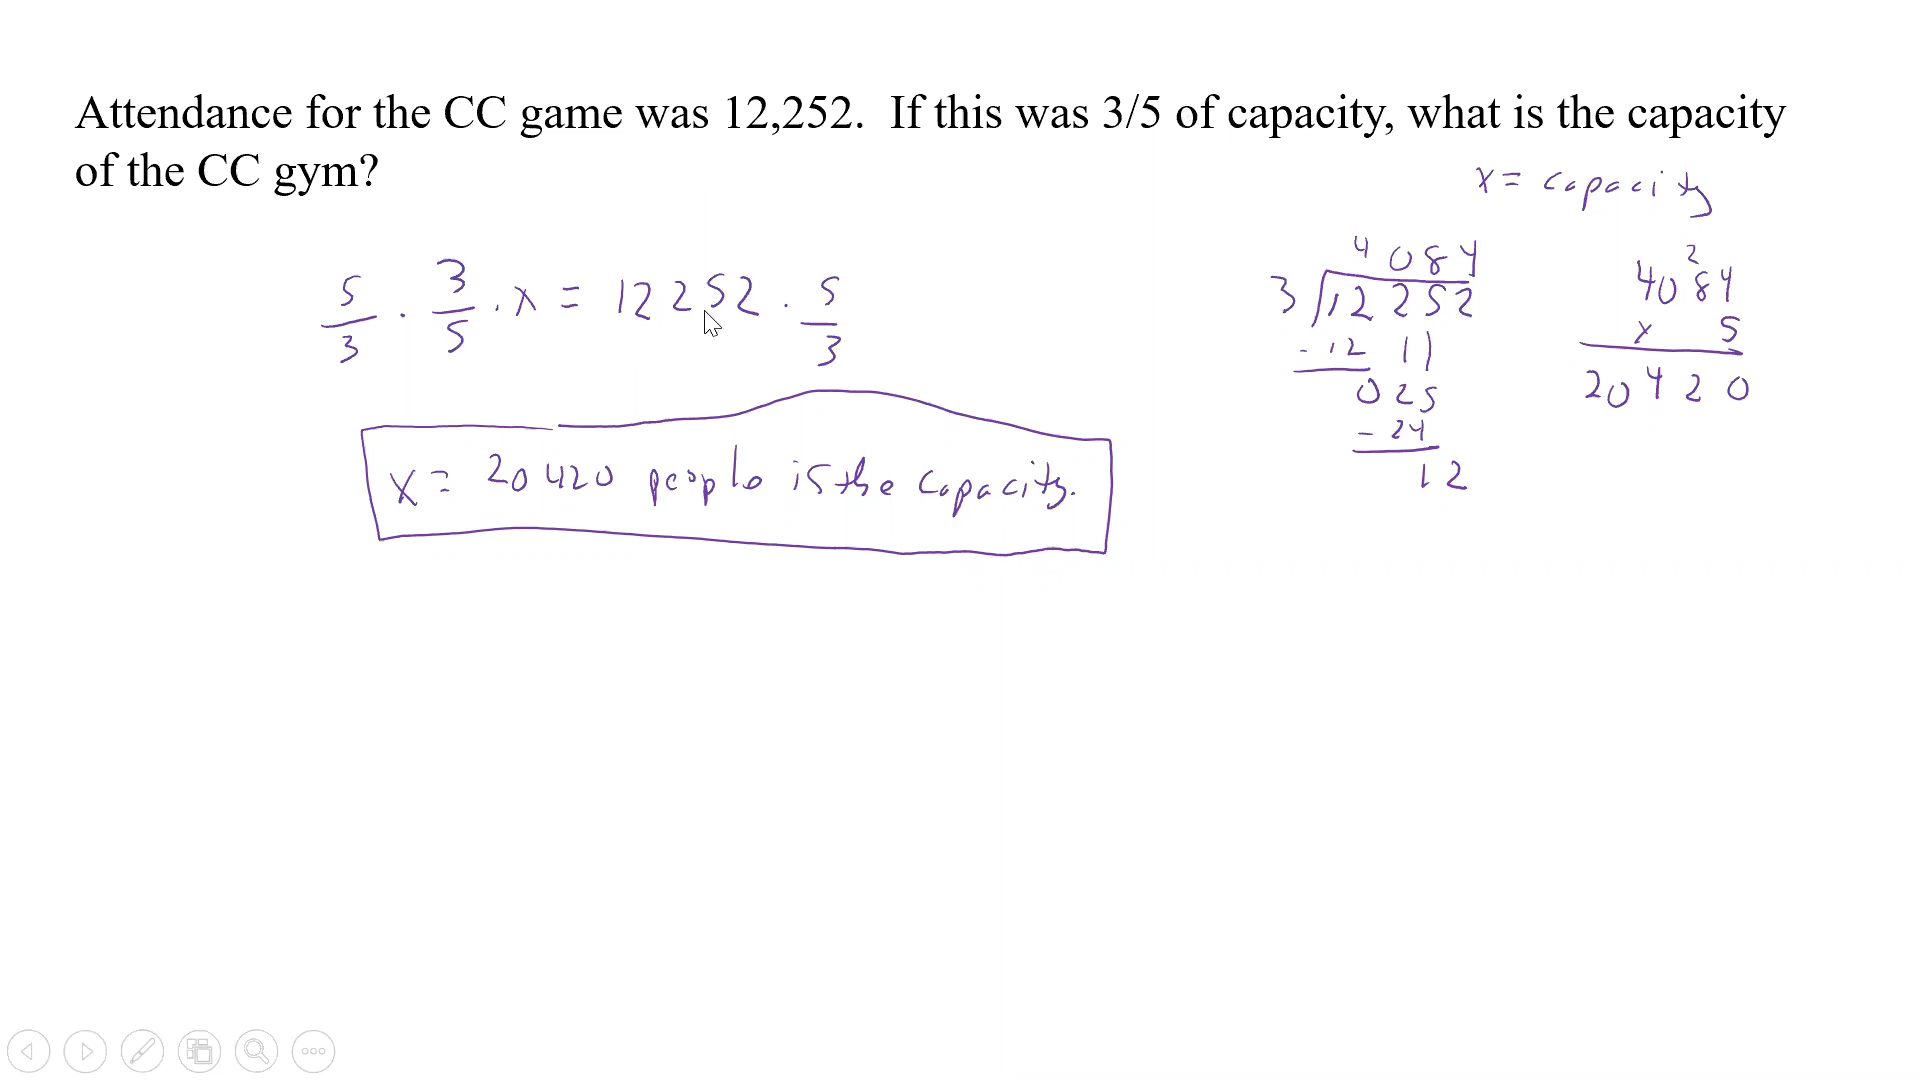 Attendance for the CC game was 12,252.  If this was 3/5 of capacity, what is the capacity
of the CC gym?
x = capacity
5/3 · 3/5 · x = 12252 · 5/3
x = 20420 people is the capacity.
4084
3 12252
- 12 11
025
- 24
12
2
4084
x 5
20420